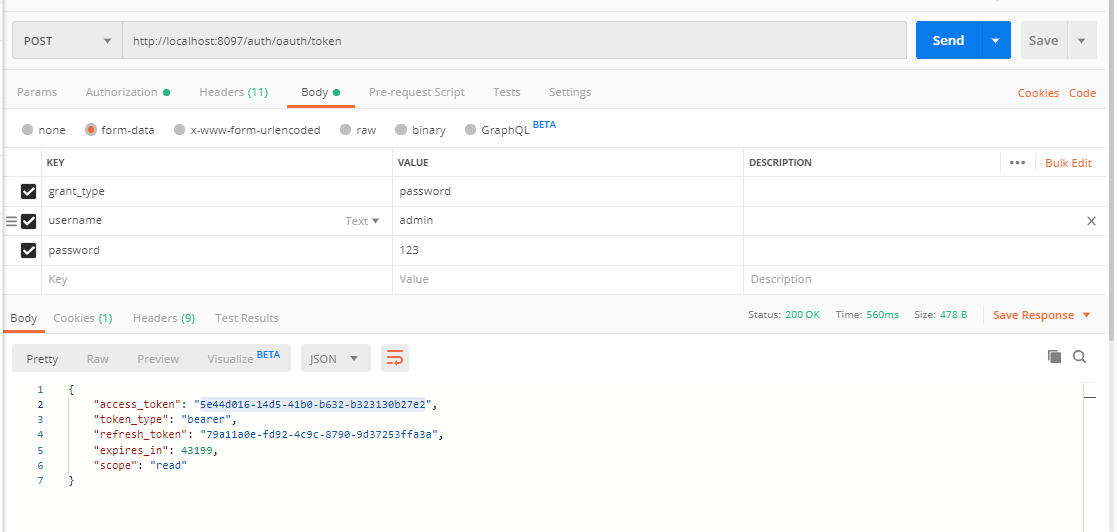 POST http://localhost:8097/auth/oauth/token Send Save
Params Authorization Headers (11) Body Pre-request Script Tests Settings Cookies Code
none form-data x-www-form-urlencoded raw binary GraphQL BETA
KEY VALUE DESCRIPTION ••• Bulk Edit
grant_type password
username Text admin
password 123
Key Value Description
Body Cookies (1) Headers (9) Test Results Status: 200 OK Time: 560ms Size: 478 B Save Response
Pretty Raw Preview Visualize BETA JSON
1 {
2 "access_token": "5e44d016-14d5-41b0-b632-b323130b27e2",
3 "token_type": "bearer",
4 "refresh_token": "79a11a0e-fd92-4c9c-8790-9d37253ffa3a",
5 "expires_in": 43199,
6 "scope": "read"
7 }